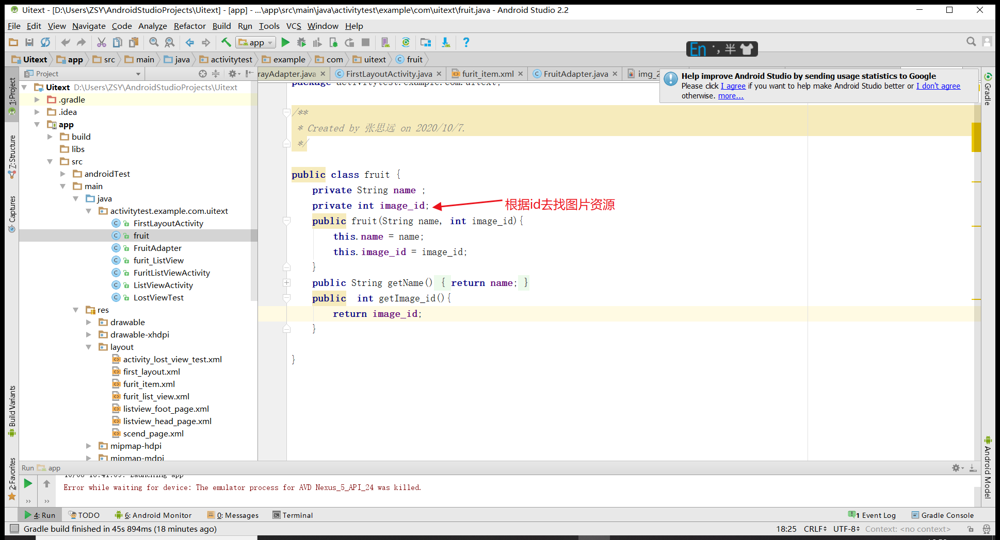 Uitext - [D:\Users\ZSY\AndroidStudioProjects\Uitext] - [app] - ...\app\src\main\java\activitytest\example\com\uitext\fruit.java - Android Studio 2.2
File Edit View Navigate Code Analyze Refactor Build Run Tools VCS Window Help
app
En ·, 半
Uitext app src main java activitytest example com uitext fruit
Project
rayAdapter.java FirstLayoutActivity.java furit_item.xml FruitAdapter.java img_2
Help improve Android Studio by sending usage statistics to Google
Please click I agree if you want to help make Android Studio better or I don't agree
otherwise. more...
1: Project
Z: Structure
Captures
Build Variants
2: Favorites
Gradle
Android Model
Uitext D:\Users\ZSY\AndroidStudioProjects\Uitext
.gradle
.idea
app
build
libs
src
androidTest
main
java
activitytest.example.com.uitext
FirstLayoutActivity
fruit
FruitAdapter
furit_ListView
FuritListViewActivity
ListViewActivity
LostViewTest
res
drawable
drawable-xhdpi
layout
activity_lost_view_test.xml
first_layout.xml
furit_item.xml
furit_list_view.xml
listview_foot_page.xml
listview_head_page.xml
scend_page.xml
mipmap-hdpi
mipmap-mdpi
package activitytest.example.com.uitext;
/**
* Created by 张思远 on 2020/10/7.
*/
public class fruit {
private String name ;
private int image_id;
根据id去找图片资源
public fruit(String name, int image_id){
this.name = name;
this.image_id = image_id;
}
public String getName() { return name; }
public  int getImage_id(){
return image_id;
}
}
Run app
Launching app
Error while waiting for device: The emulator process for AVD Nexus_5_API_24 was killed.
4: Run TODO 6: Android Monitor 0: Messages Terminal 1 Event Log Gradle Console
Gradle build finished in 45s 894ms (18 minutes ago) 18:25 CRLF UTF-8 Context: <no context>